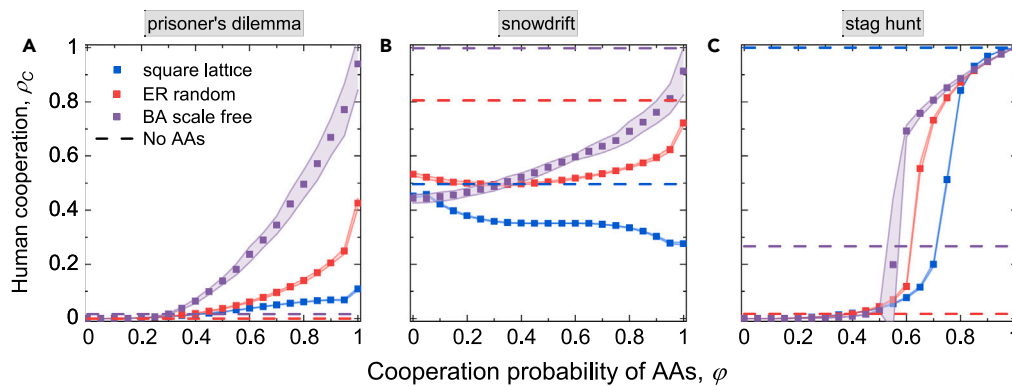 prisoner's dilemma
snowdrift
stag hunt
A
B
C
1
0.8
0.6
0.4
0.2
0
Human cooperation, ρC
square lattice
ER random
BA scale free
No AAs
0 0.2 0.4 0.6 0.8 1
0 0.2 0.4 0.6 0.8 1
0 0.2 0.4 0.6 0.8
Cooperation probability of AAs, φ